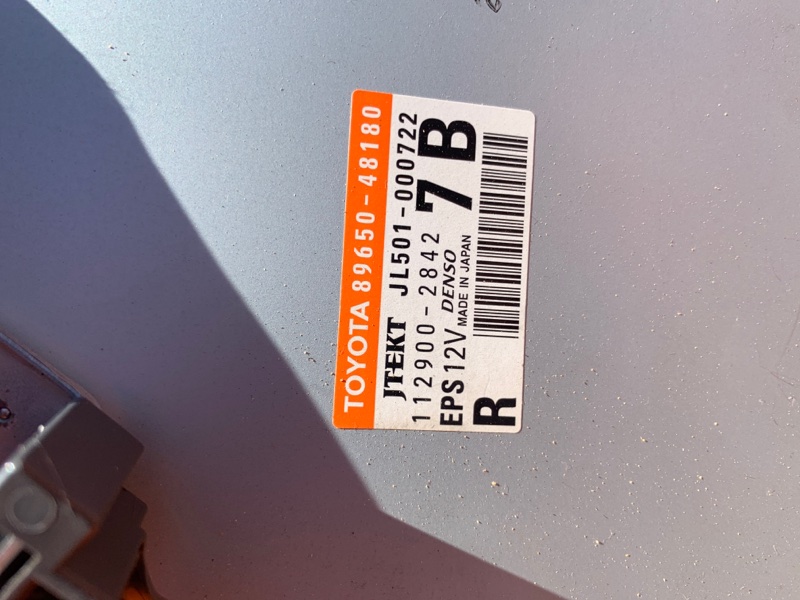 TOYOTA 89650-48180
JTEKT JL501-000722
112900-2842
EPS12V DENSO
MADE IN JAPAN
7B
R